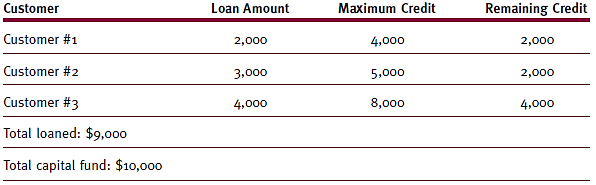 Customer Loan Amount Maximum Credit Remaining Credit
Customer #1 2,000 4,000 2,000
Customer #2 3,000 5,000 2,000
Customer #3 4,000 8,000 4,000
Total loaned: $9,000
Total capital fund: $10,000